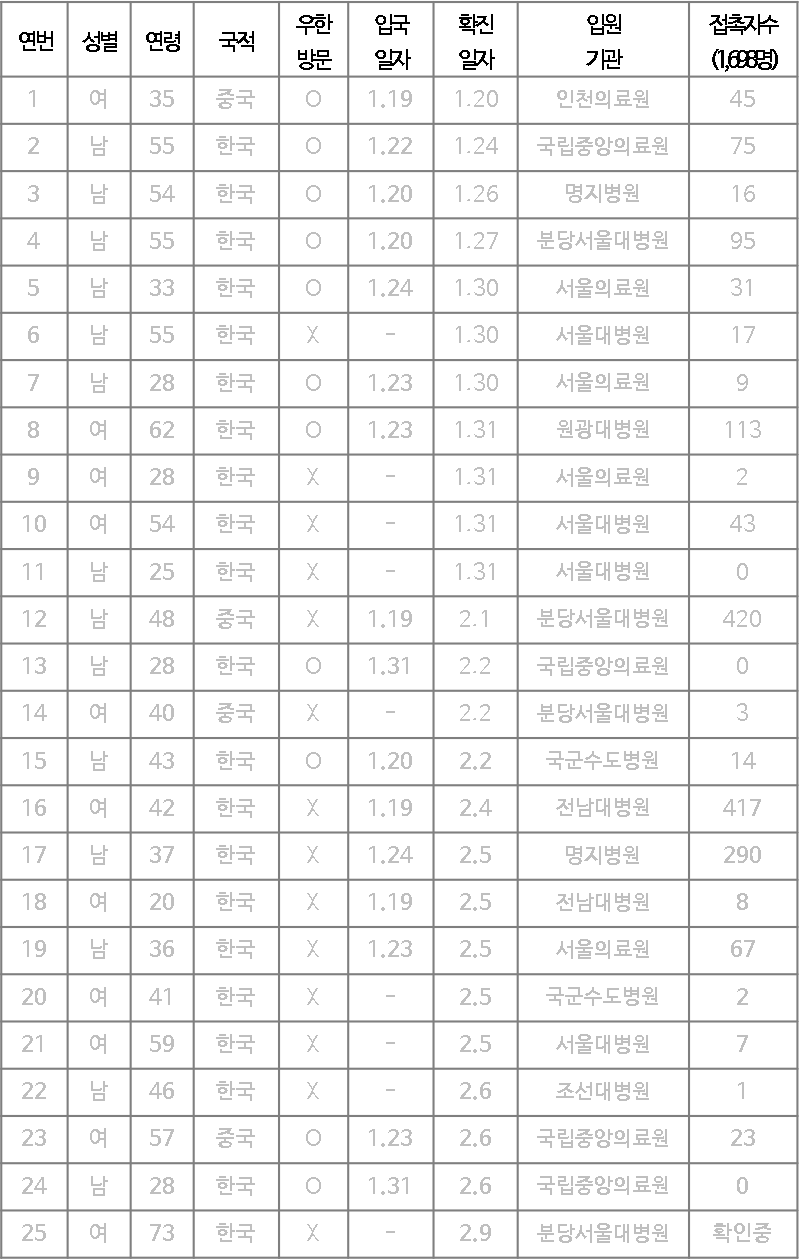 연번 성별 연령 국적 우한 방문 입국 일자 확진 일자 입원 기관 접촉자수 (1,698명)
1 여 35 중국 O 1.19 1.20 인천의료원 45
2 남 55 한국 O 1.22 1.24 국립중앙의료원 75
3 남 54 한국 O 1.20 1.26 명지병원 16
4 남 55 한국 O 1.20 1.27 분당서울대병원 95
5 남 33 한국 O 1.24 1.30 서울의료원 31
6 남 55 한국 X - 1.30 서울대병원 17
7 남 28 한국 O 1.23 1.30 서울의료원 9
8 여 62 한국 O 1.23 1.31 원광대병원 113
9 여 28 한국 X - 1.31 서울의료원 2
10 여 54 한국 X - 1.31 서울대병원 43
11 남 25 한국 X - 1.31 서울대병원 0
12 남 48 중국 X 1.19 2.1 분당서울대병원 420
13 남 28 한국 O 1.31 2.2 국립중앙의료원 0
14 여 40 중국 X - 2.2 분당서울대병원 3
15 남 43 한국 O 1.20 2.2 국군수도병원 14
16 여 42 한국 X 1.19 2.4 전남대병원 417
17 남 37 한국 X 1.24 2.5 명지병원 290
18 여 20 한국 X 1.19 2.5 전남대병원 8
19 남 36 한국 X 1.23 2.5 서울의료원 67
20 여 41 한국 X - 2.5 국군수도병원 2
21 여 59 한국 X - 2.5 서울대병원 7
22 남 46 한국 X - 2.6 조선대병원 1
23 여 57 중국 O 1.23 2.6 국립중앙의료원 23
24 남 28 한국 O 1.31 2.6 국립중앙의료원 0
25 여 73 한국 X - 2.9 분당서울대병원 확인중